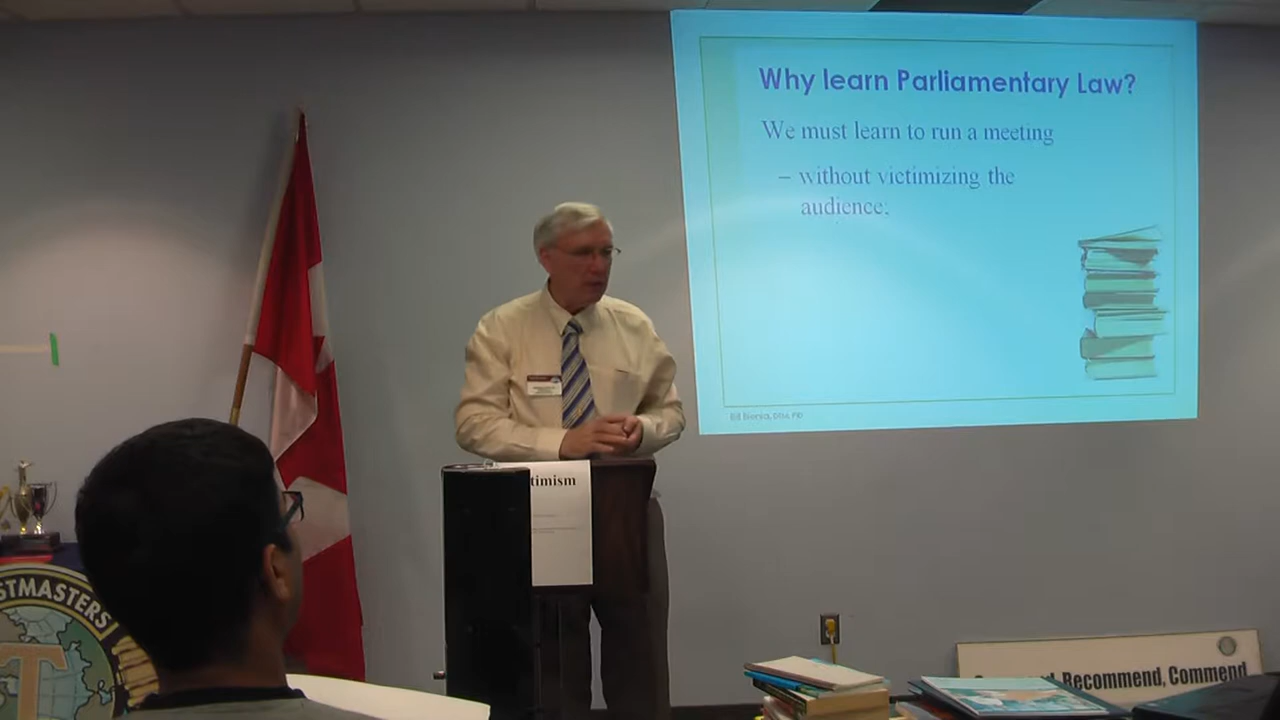 Why learn Parliamentary Law?
We must learn to run a meeting
– without victimizing the
audience;
timism
STMASTERS
T
Recommend, Commend